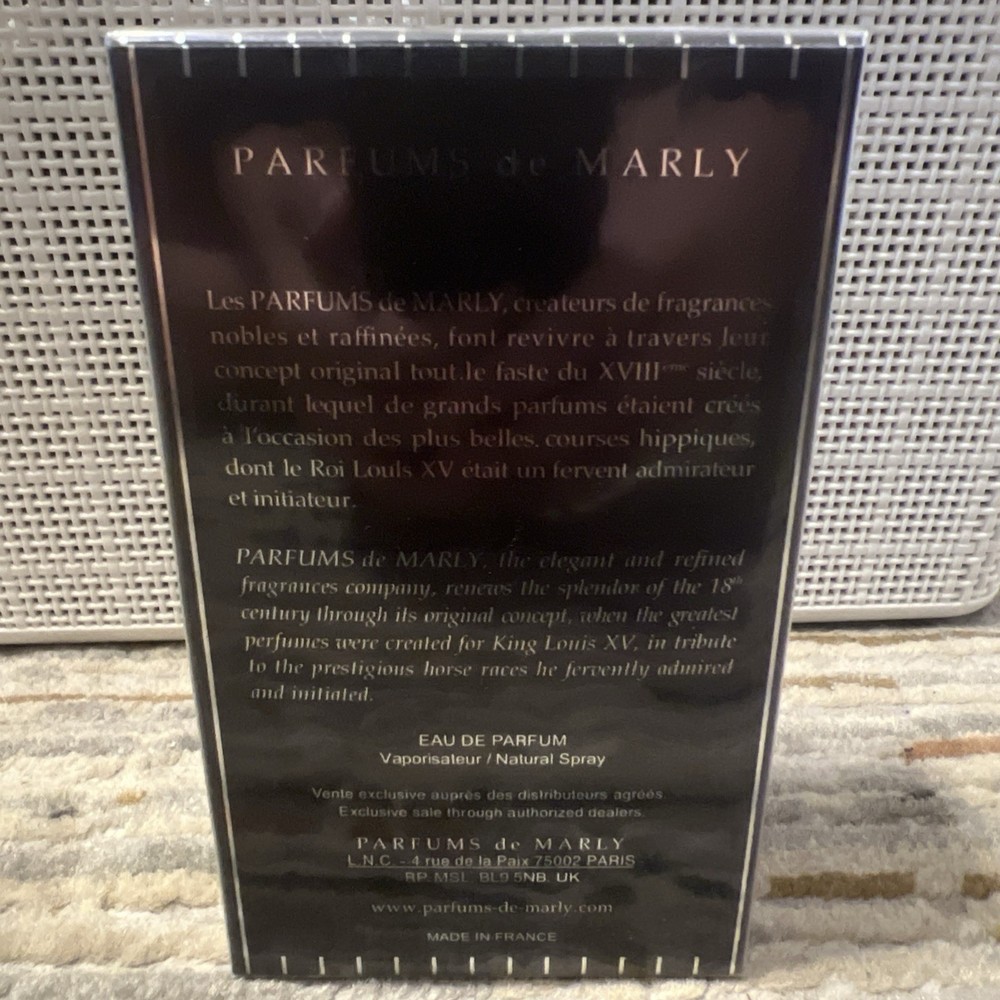 PARFUMS de MARLY
Les PARFUMS de MARLY, créateurs de fragrances
nobles et raffinées, font revivre à travers leur
concept original tout.le faste du XVIIIème siècle,
durant lequel de grands parfums étaient créés
à l'occasion des plus belles. courses hippiques,
dont le Roi Louis XV était un fervent admirateur
et initiateur.
PARFUMS de MARLY, the elegant and refined
fragrances company, renews the splendor of the 18th
century through its original concept, when the greatest
perfumes were created for King Louis XV, in tribute
to the prestigious horse races he fervently admired
and initiated.
EAU DE PARFUM
Vaporisateur / Natural Spray
Vente exclusive auprès des distributeurs agréés.
Exclusive sale through authorized dealers.
PARFUMS de MARLY
L.N.C. - 4 rue de la Paix 75002 PARIS
RP. MSL BL9 5NB. UK
www.parfums-de-marly.com
MADE IN FRANCE